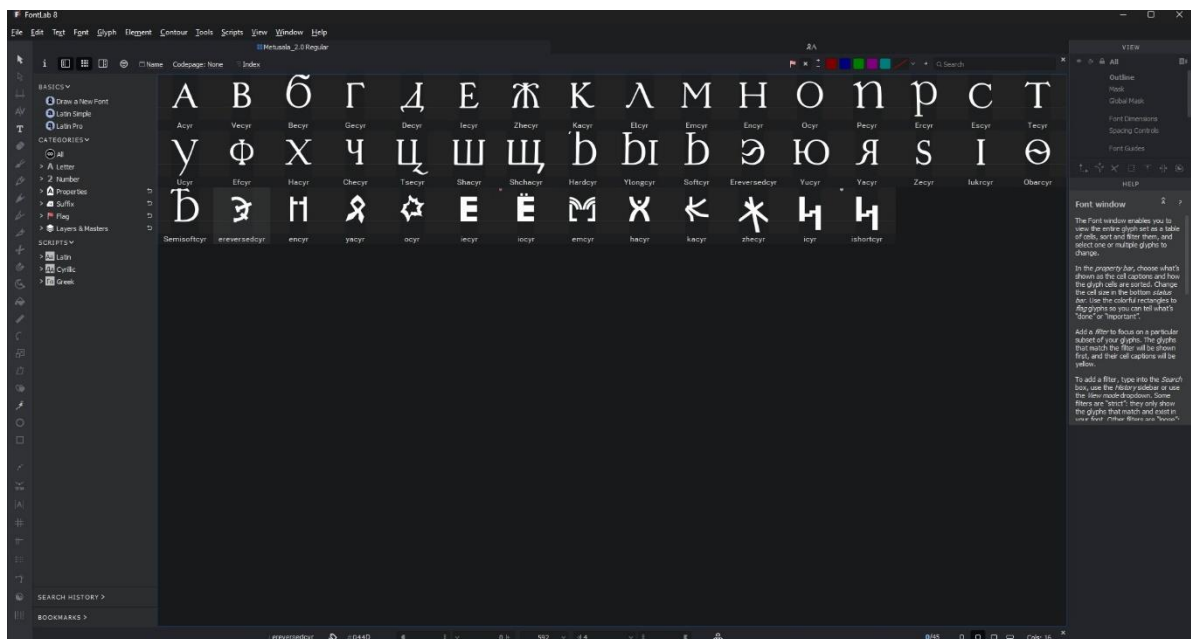 FontLab 8
File Edit Text Font Glyph Element Contour Tools Scripts View Window Help
Metusala_2.0 Regular
VIEW
Name Codepage: None Index
Search
All
BASICS
Draw a New Font
Latin Simple
Latin Pro
CATEGORIES
All
Letter
Number
Properties
Suffix
Flag
Layers & Masters
SCRIPTS
Latin
Cyrillic
Greek
SEARCH HISTORY >
BOOKMARKS >
А В б Г Д Е Ж К Л М Н О П Р С Т
Acyr Vecyr Becyr Gecyr Decyr Iecyr Zhecyr Kacyr Elcyr Emcyr Encyr Ocyr Pecyr Ercyr Escyr Tecyr
У Ф Х Ч Ц Ш Щ Ъ Ы Ь Э Ю Я Ѕ І Ѳ
Ucyr Efcyr Hacyr Checyr Tsecyr Shacyr Shchacyr Hardcyr Ylongcyr Softcyr Ereversedcyr Yucyr Yacyr Zecyr Iukrcyr Obarcyr
Semisoftcyr ereversedcyr encyr yacyr ocyr iecyr iocyr emcyr hacyr kacyr zhecyr icyr ishortcyr
Outline
Mask
Global Mask
Font Dimensions
Spacing Controls
Font Guides
HELP
Font window
The Font window enables you to
view the entire glyph set as a table
of cells, sort and filter them, and
select one or multiple glyphs to
change.
In the property bar, choose what's
shown as the cell captions and how
the glyph cells are sorted. Change
the cell size in the bottom status
bar. Use the colorful rectangles to
flag glyphs so you can tell what's
"done" or "important".
Add a filter to focus on a particular
subset of your glyphs. The glyphs
that match the filter will be shown
first, and their cell captions will be
yellow.
To add a filter, type into the Search
box, use the History sidebar or use
the View mode dropdown. Some
filters are "strict": they only show
the glyphs that match and exist in
your font. Other filters are "loose":
ereversedcyr 044D 592 0/45 Cols: 16